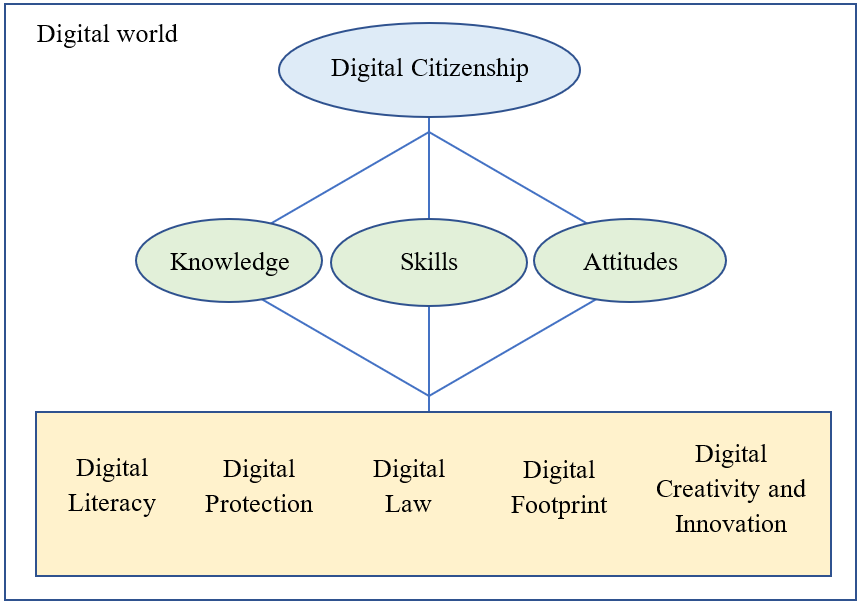 Digital world
Digital Citizenship
Knowledge
Skills
Attitudes
Digital
Literacy
Digital
Protection
Digital
Law
Digital
Footprint
Digital
Creativity and
Innovation